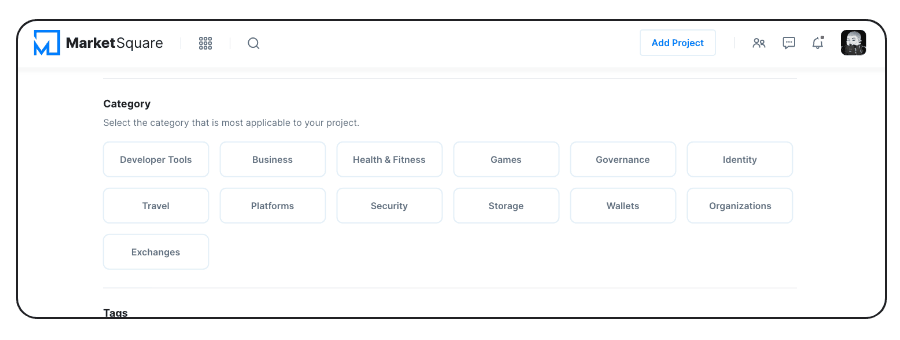 MarketSquare
Add Project
Category
Select the category that is most applicable to your project.
Developer Tools
Business
Health & Fitness
Games
Governance
Identity
Travel
Platforms
Security
Storage
Wallets
Organizations
Exchanges
Tags